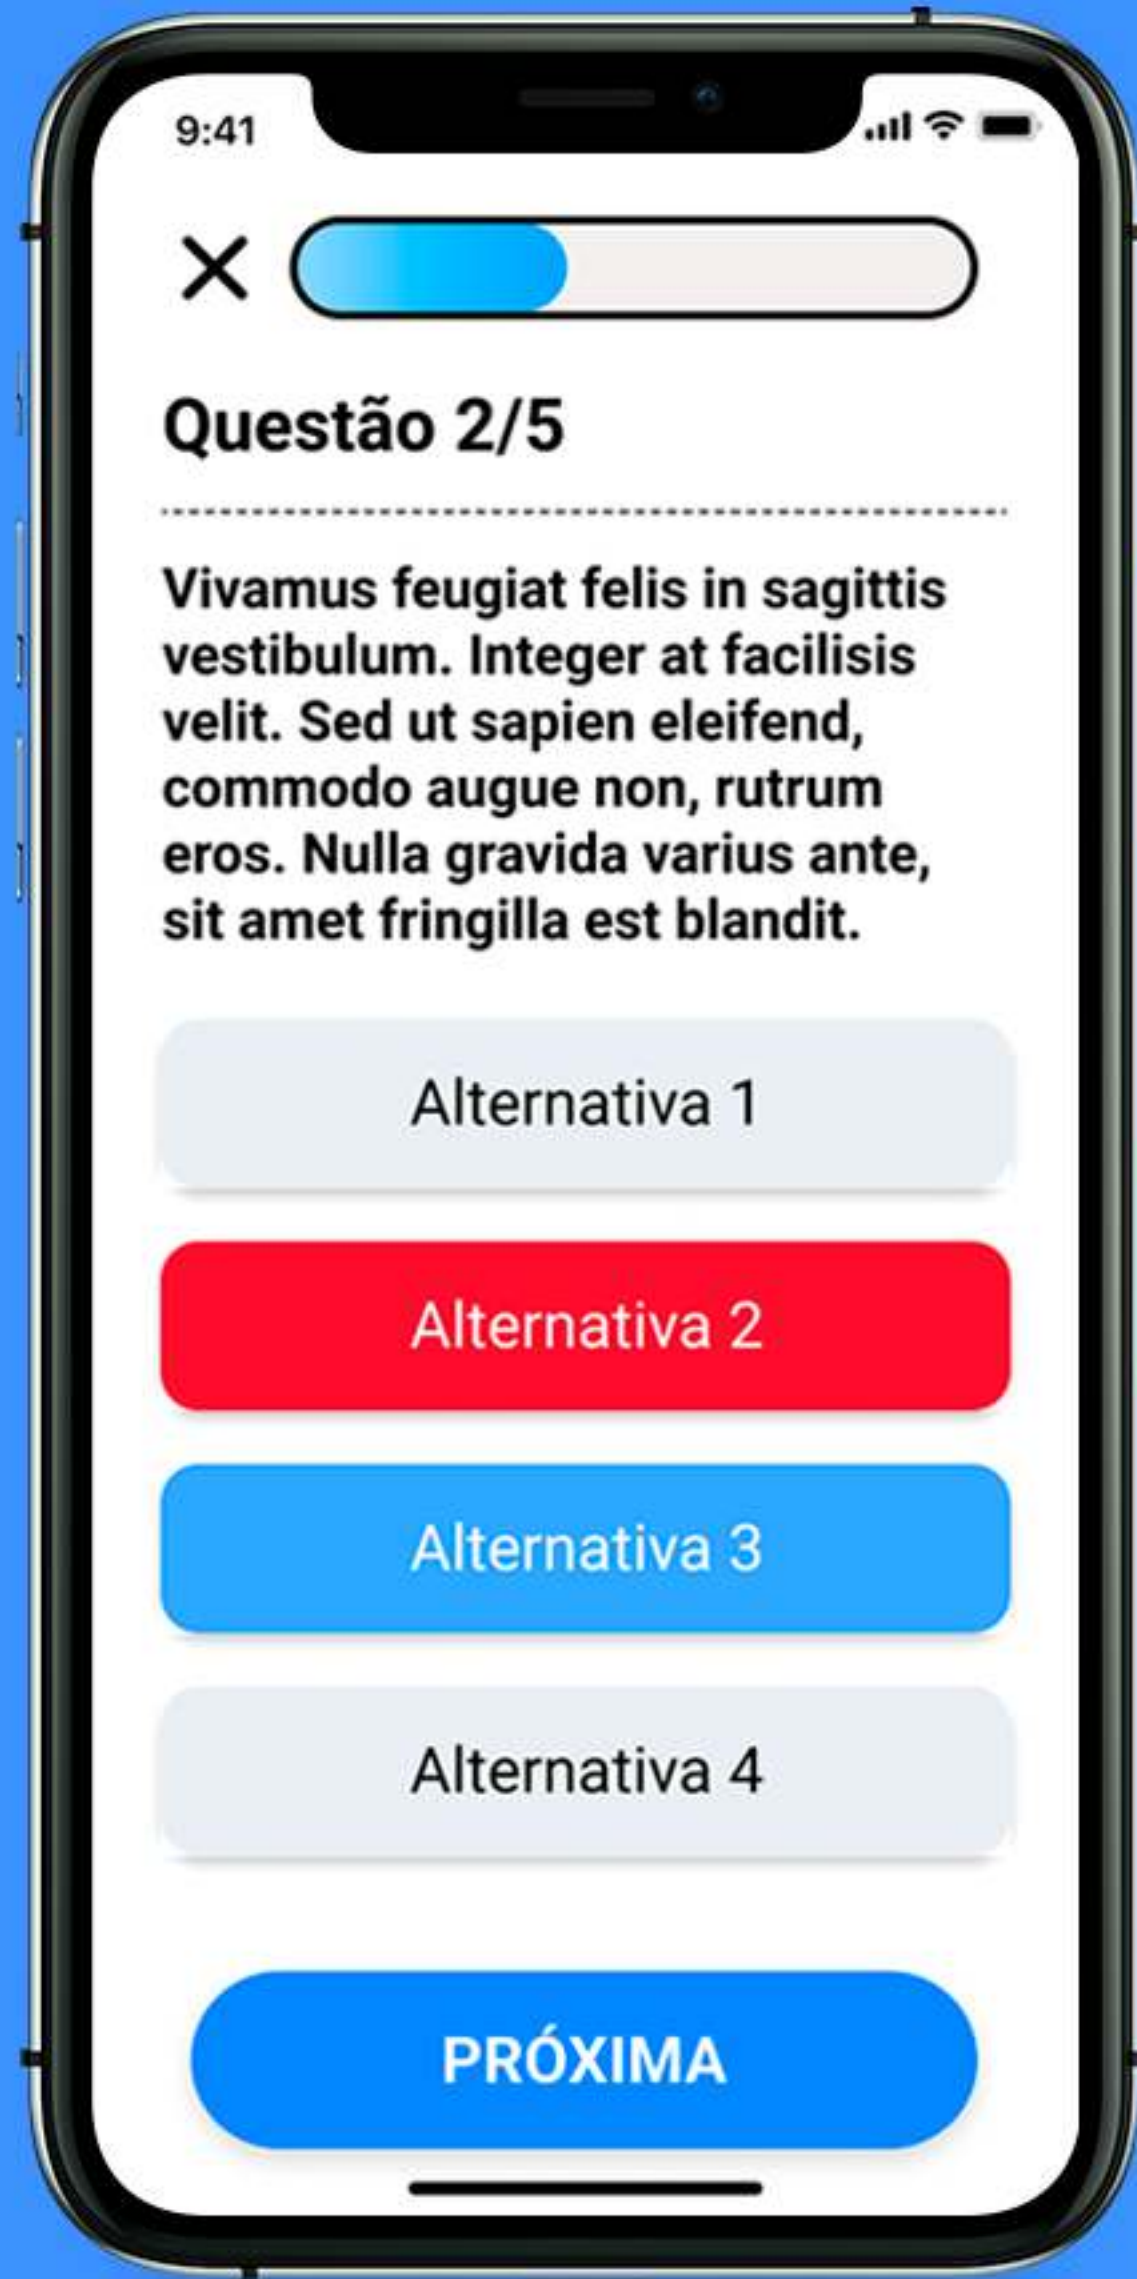 9:41
Questão 2/5
Vivamus feugiat felis in sagittis
vestibulum. Integer at facilisis
velit. Sed ut sapien eleifend,
commodo augue non, rutrum
eros. Nulla gravida varius ante,
sit amet fringilla est blandit.
Alternativa 1
Alternativa 2
Alternativa 3
Alternativa 4
PRÓXIMA